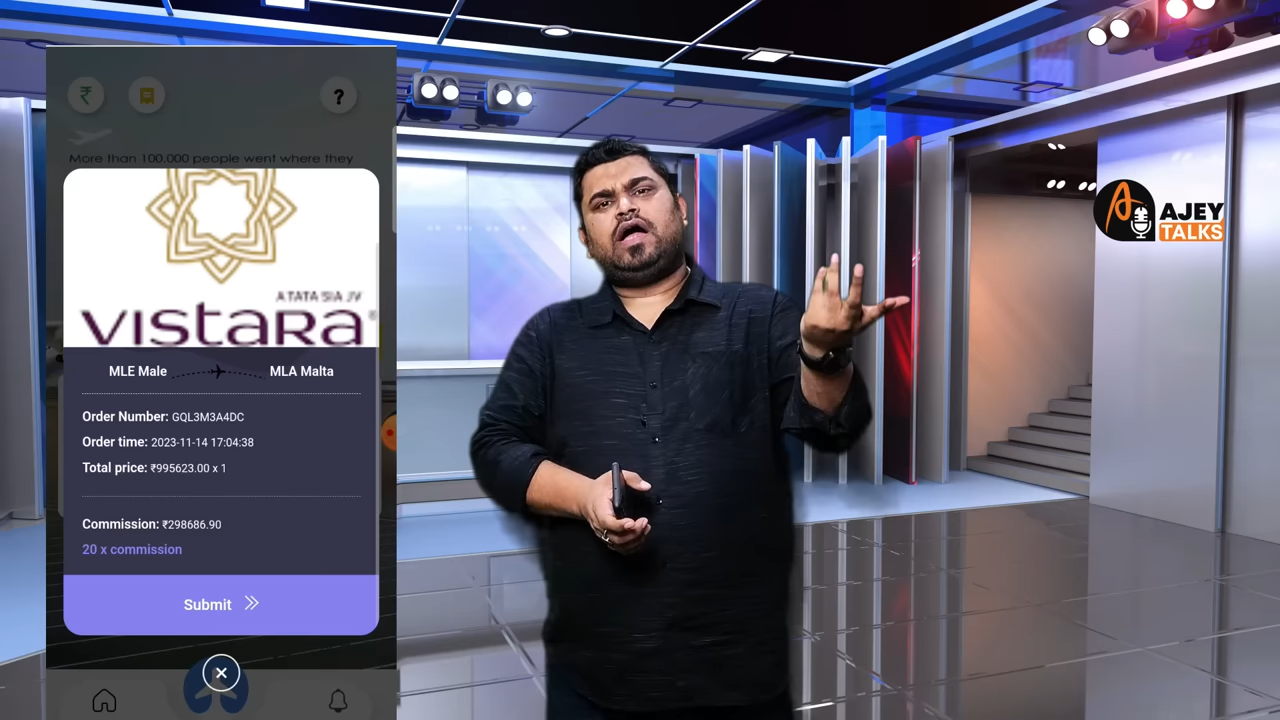 ₹
?
More than 100,000 people went where they
A TATA SIA JV
VISTARA
MLE Male
MLA Malta
Order Number: GQL3M3A4DC
Order time: 2023-11-14 17:04:38
Total price: ₹995623.00 x 1
Commission: ₹298686.90
20 x commission
Submit
AJEY
TALKS